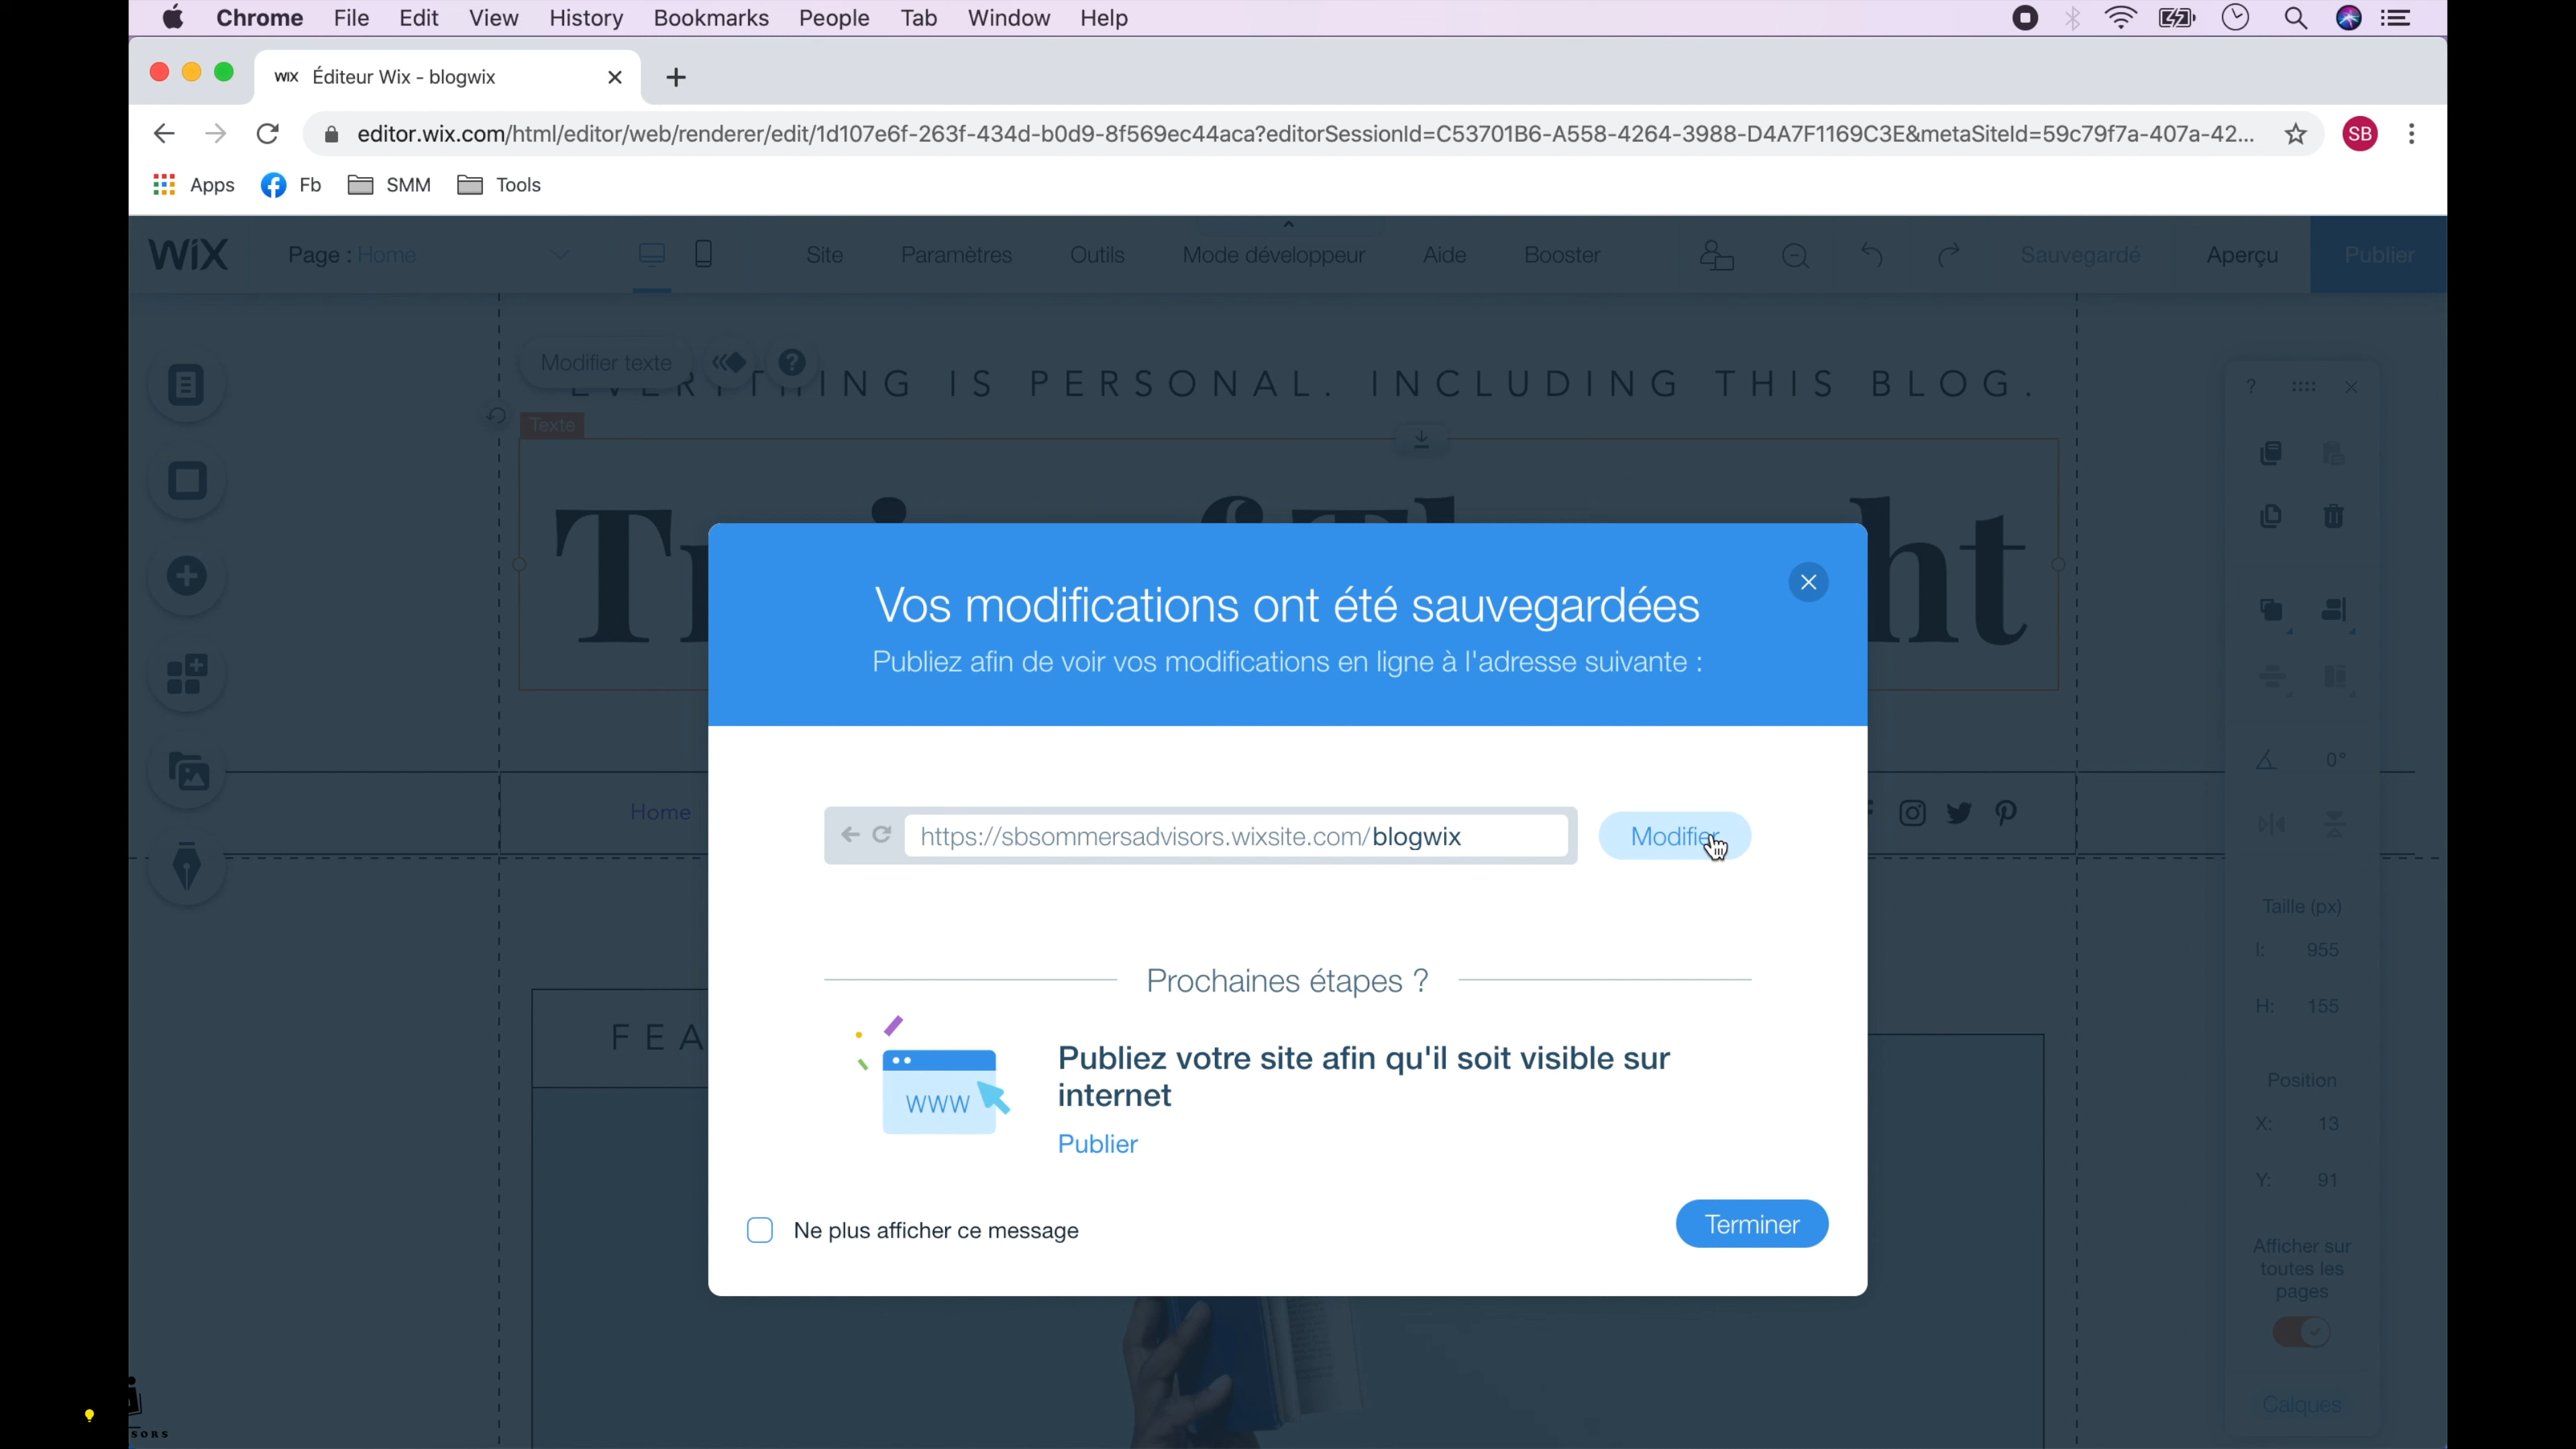 Chrome File Edit View History Bookmarks People Tab Window Help
WiX Éditeur Wix - blogwix
editor.wix.com/html/editor/web/renderer/edit/1d107e6f-263f-434d-b0d9-8f569ec44aca?editorSessionId=C53701B6-A558-4264-3988-D4A7F1169C3E&metaSiteId=59c79f7a-407a-42...
SB
Apps Fb SMM Tools
WiX Page : Home Site Paramètres Outils Mode développeur Aide Booster Sauvegardé Aperçu Publier
Modifier texte
EVERYTHING IS PERSONAL. INCLUDING THIS BLOG.
Texte
Vos modifications ont été sauvegardées
Publiez afin de voir vos modifications en ligne à l'adresse suivante :
0°
Home
https://sbsommersadvisors.wixsite.com/blogwix Modifier
Taille (px)
l: 955
H: 155
Prochaines étapes ?
Publiez votre site afin qu'il soit visible sur
internet
WWW
Publier
Position
X: 13
Y: 91
Ne plus afficher ce message
Terminer
Afficher sur
toutes les
pages
Calques